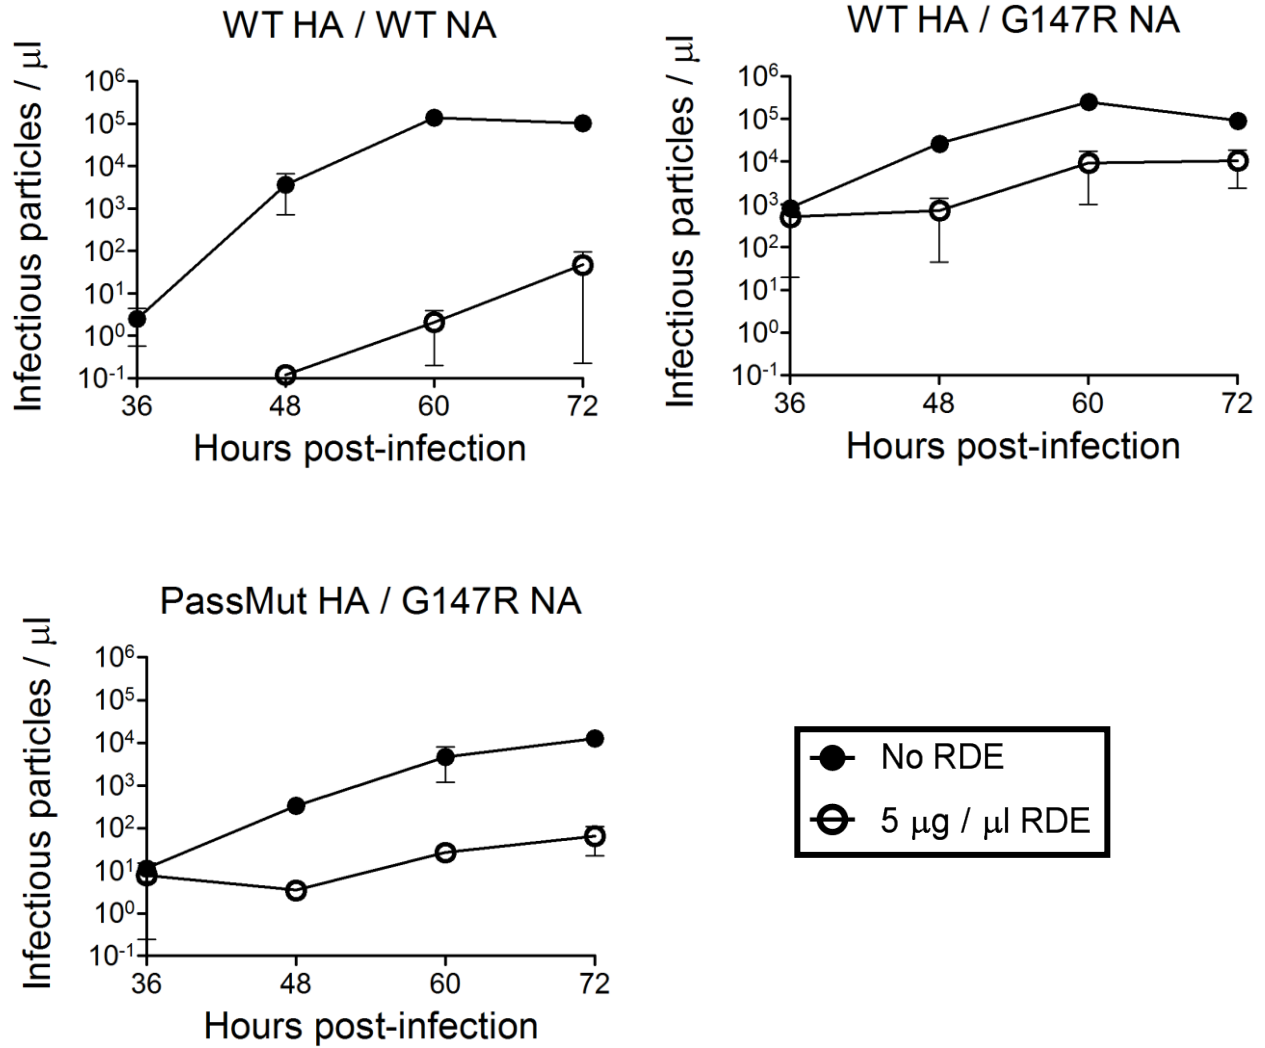 WT HA / WT NA
Infectious particles / μl
10⁶
10⁵
10⁴
10³
10²
10¹
10⁰
10⁻¹
36 48 60 72
Hours post-infection
WT HA / G147R NA
Infectious particles / μl
10⁶
10⁵
10⁴
10³
10²
10¹
10⁰
10⁻¹
36 48 60 72
Hours post-infection
PassMut HA / G147R NA
Infectious particles / μl
10⁶
10⁵
10⁴
10³
10²
10¹
10⁰
10⁻¹
36 48 60 72
Hours post-infection
No RDE
5 μg / μl RDE